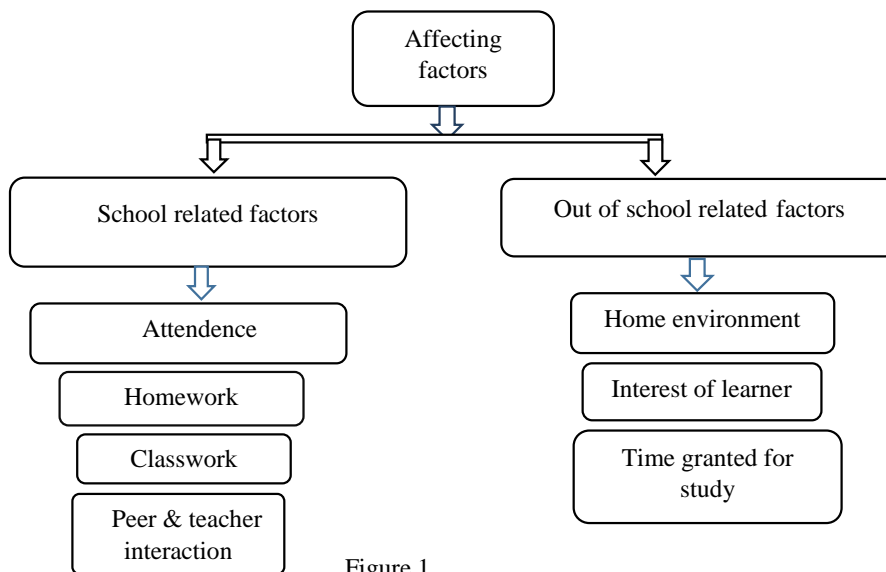 Affecting
factors
School related factors
Out of school related factors
Attendence
Homework
Classwork
Peer & teacher
interaction
Home environment
Interest of learner
Time granted for
study
Figure 1